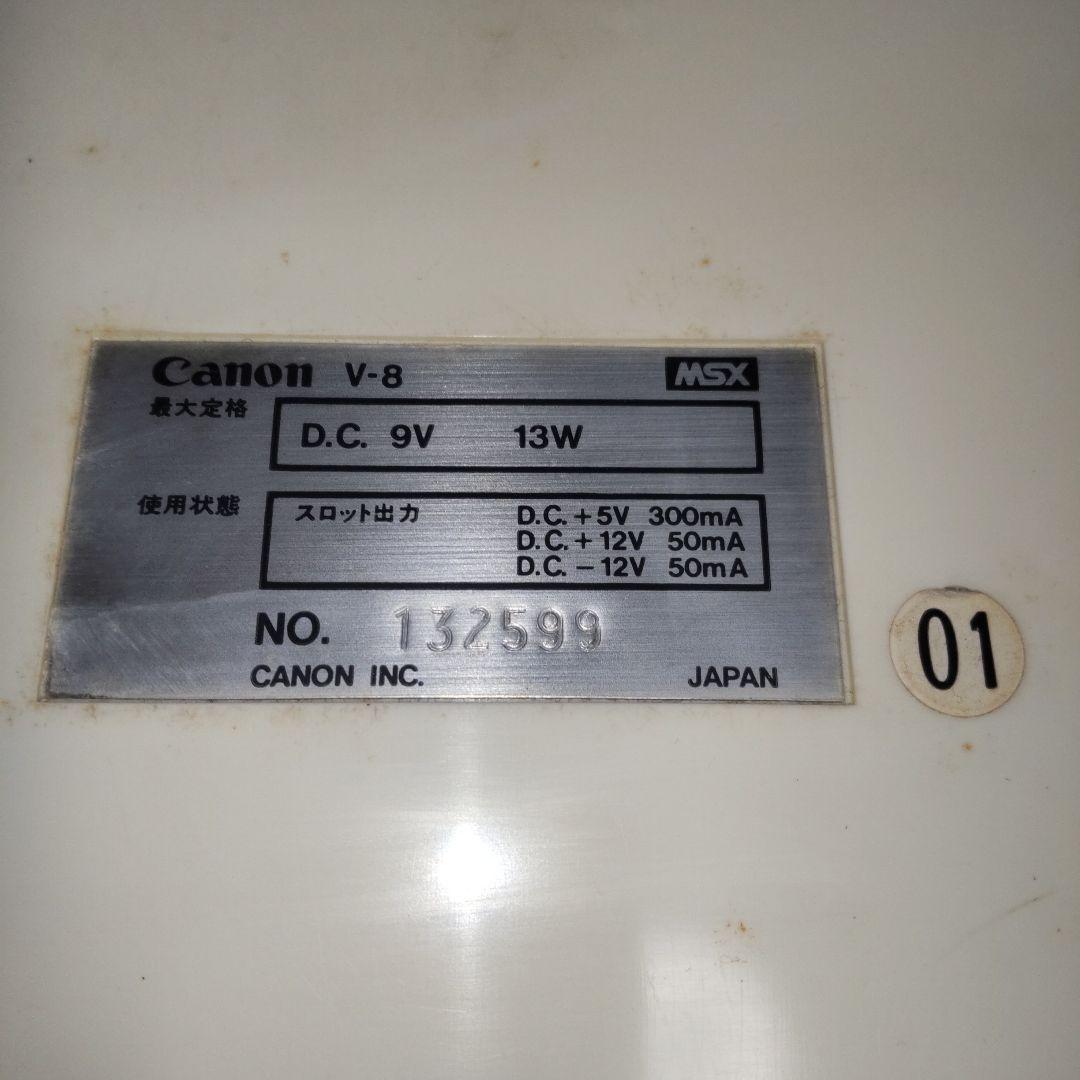 Canon V-8 MSX
最大定格
D.C. 9V 13W
使用状態
スロット出力 D.C.+5V 300mA
D.C.+12V 50mA
D.C.-12V 50mA
NO. 132599
CANON INC. JAPAN
01